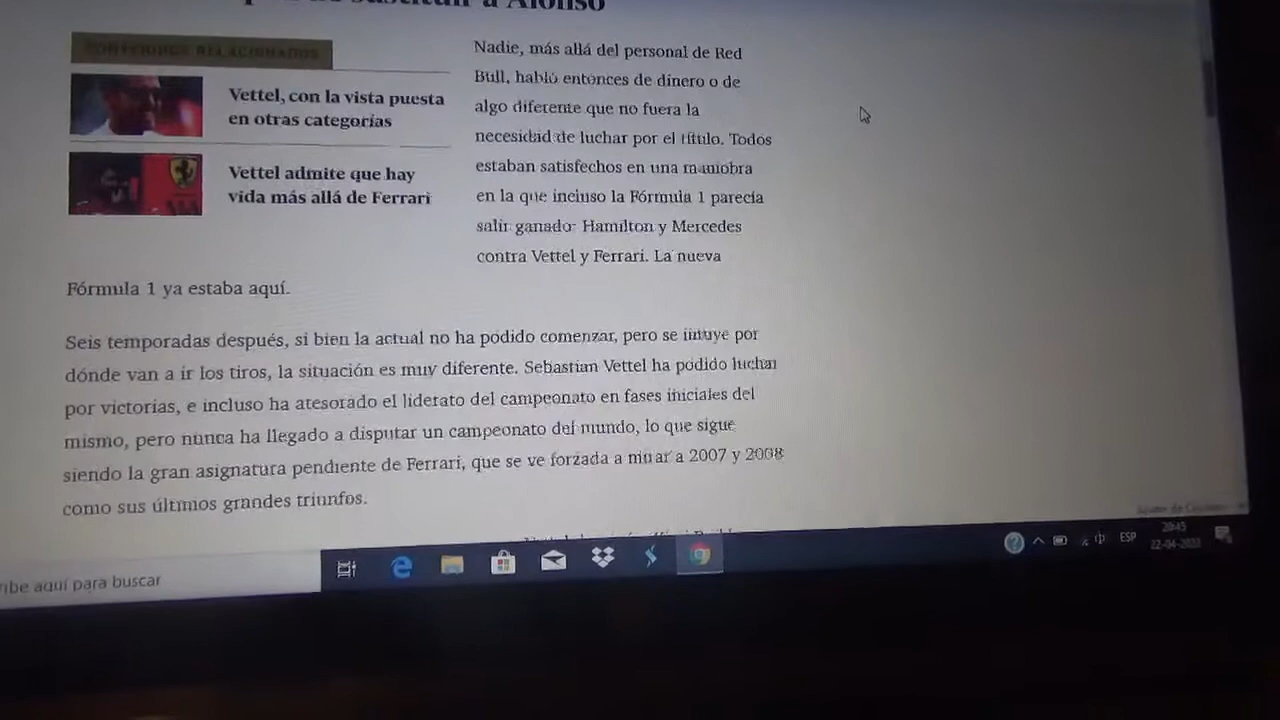 sustituir a Alonso
CONTENIDOS RELACIONADOS
Vettel, con la vista puesta
en otras categorías
Vettel admite que hay
vida más allá de Ferrari
Nadie, más allá del personal de Red
Bull, habló entonces de dinero o de
algo diferente que no fuera la
necesidad de luchar por el título. Todos
estaban satisfechos en una maniobra
en la que incluso la Fórmula 1 parecía
salir ganado: Hamilton y Mercedes
contra Vettel y Ferrari. La nueva
Fórmula 1 ya estaba aquí.
Seis temporadas después, si bien la actual no ha podido comenzar, pero se intuye por
dónde van a ir los tiros, la situación es muy diferente. Sebastian Vettel ha podido luchar
por victorias, e incluso ha atesorado el liderato del campeonato en fases iniciales del
mismo, pero nunca ha llegado a disputar un campeonato del mundo, lo que sigue
siendo la gran asignatura pendiente de Ferrari, que se ve forzada a mirar a 2007 y 2008
como sus últimos grandes triunfos.
ribe aquí para buscar
ESP
20:45